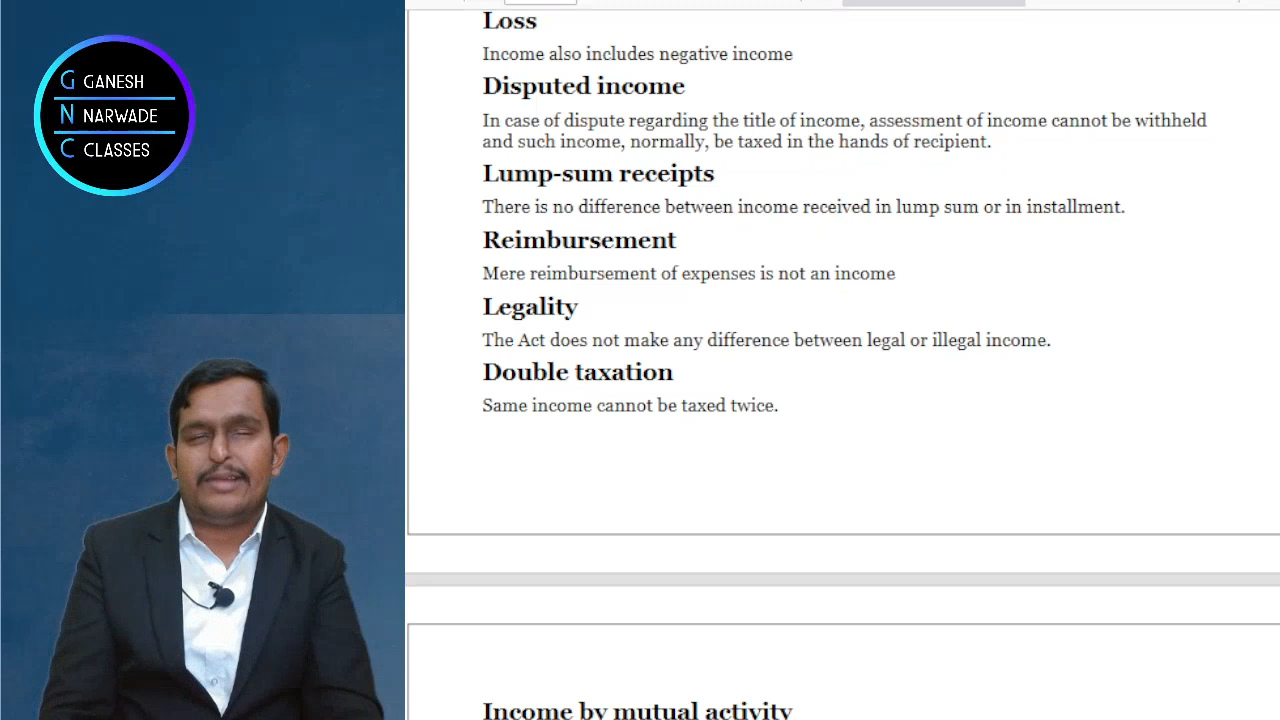 G GANESH
N NARWADE
C CLASSES
Loss
Income also includes negative income
Disputed income
In case of dispute regarding the title of income, assessment of income cannot be withheld
and such income, normally, be taxed in the hands of recipient.
Lump-sum receipts
There is no difference between income received in lump sum or in installment.
Reimbursement
Mere reimbursement of expenses is not an income
Legality
The Act does not make any difference between legal or illegal income.
Double taxation
Same income cannot be taxed twice.
Income by mutual activity